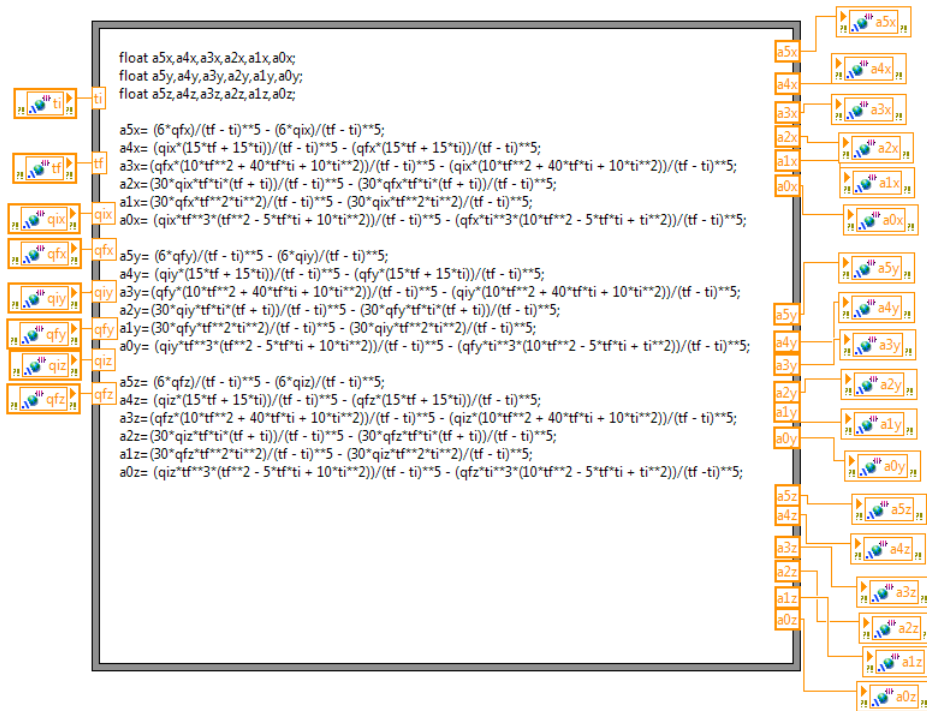 float a5x,a4x,a3x,a2x,a1x,a0x;
float a5y,a4y,a3y,a2y,a1y,a0y;
float a5z,a4z,a3z,a2z,a1z,a0z;
a5x= (6*qfx)/(tf - ti)**5 - (6*qix)/(tf - ti)**5;
a4x= (qix*(15*tf + 15*ti))/(tf - ti)**5 - (qfx*(15*tf + 15*ti))/(tf - ti)**5;
a3x=(qfx*(10*tf**2 + 40*tf*ti + 10*ti**2))/(tf - ti)**5 - (qix*(10*tf**2 + 40*tf*ti + 10*ti**2))/(tf - ti)**5;
a2x=(30*qix*tf*ti*(tf + ti))/(tf - ti)**5 - (30*qfx*tf*ti*(tf + ti))/(tf - ti)**5;
a1x=(30*qfx*tf**2*ti**2)/(tf - ti)**5 - (30*qix*tf**2*ti**2)/(tf - ti)**5;
a0x= (qix*tf**3*(tf**2 - 5*tf*ti + 10*ti**2))/(tf - ti)**5 - (qfx*ti**3*(10*tf**2 - 5*tf*ti + ti**2))/(tf - ti)**5;
a5y= (6*qfy)/(tf - ti)**5 - (6*qiy)/(tf - ti)**5;
a4y= (qiy*(15*tf + 15*ti))/(tf - ti)**5 - (qfy*(15*tf + 15*ti))/(tf - ti)**5;
a3y=(qfy*(10*tf**2 + 40*tf*ti + 10*ti**2))/(tf - ti)**5 - (qiy*(10*tf**2 + 40*tf*ti + 10*ti**2))/(tf - ti)**5;
a2y=(30*qiy*tf*ti*(tf + ti))/(tf - ti)**5 - (30*qfy*tf*ti*(tf + ti))/(tf - ti)**5;
a1y=(30*qfy*tf**2*ti**2)/(tf - ti)**5 - (30*qiy*tf**2*ti**2)/(tf - ti)**5;
a0y= (qiy*tf**3*(tf**2 - 5*tf*ti + 10*ti**2))/(tf - ti)**5 - (qfy*ti**3*(10*tf**2 - 5*tf*ti + ti**2))/(tf - ti)**5;
a5z= (6*qfz)/(tf - ti)**5 - (6*qiz)/(tf - ti)**5;
a4z= (qiz*(15*tf + 15*ti))/(tf - ti)**5 - (qfz*(15*tf + 15*ti))/(tf - ti)**5;
a3z=(qfz*(10*tf**2 + 40*tf*ti + 10*ti**2))/(tf - ti)**5 - (qiz*(10*tf**2 + 40*tf*ti + 10*ti**2))/(tf - ti)**5;
a2z=(30*qiz*tf*ti*(tf + ti))/(tf - ti)**5 - (30*qfz*tf*ti*(tf + ti))/(tf - ti)**5;
a1z=(30*qfz*tf**2*ti**2)/(tf - ti)**5 - (30*qiz*tf**2*ti**2)/(tf - ti)**5;
a0z= (qiz*tf**3*(tf**2 - 5*tf*ti + 10*ti**2))/(tf - ti)**5 - (qfz*ti**3*(10*tf**2 - 5*tf*ti + ti**2))/(tf -ti)**5;
ti ti
tf tf
qix qix
qfx qfx
qiy qiy
qfy qfy
qiz qiz
qfz qfz
a5x a5x
a4x a4x
a3x a3x
a2x a2x
a1x a1x
a0x a0x
a5y a5y
a4y a4y
a3y a3y
a2y a2y
a1y a1y
a0y a0y
a5z a5z
a4z a4z
a3z a3z
a2z a2z
a1z a1z
a0z a0z